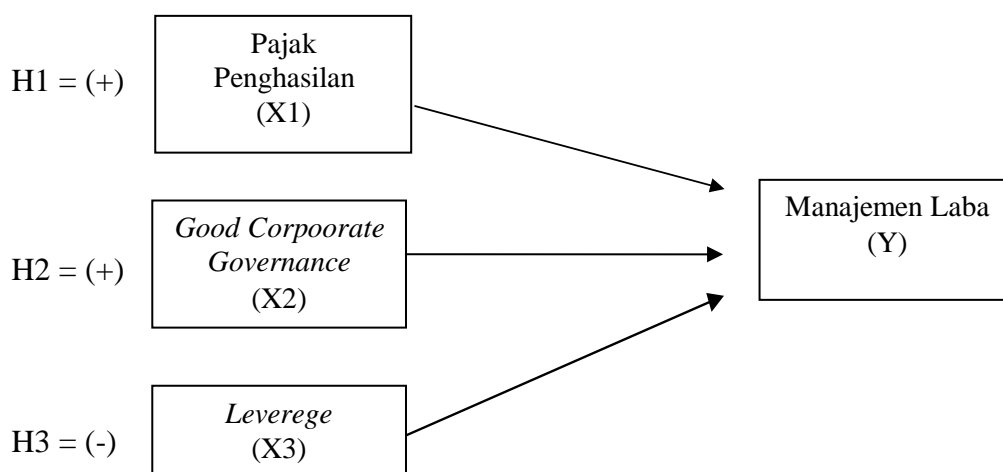 Pajak
Penghasilan
(X1)
H1 = (+)
Good Corpoorate
Governance
(X2)
H2 = (+)
Leverege
(X3)
H3 = (-)
Manajemen Laba
(Y)